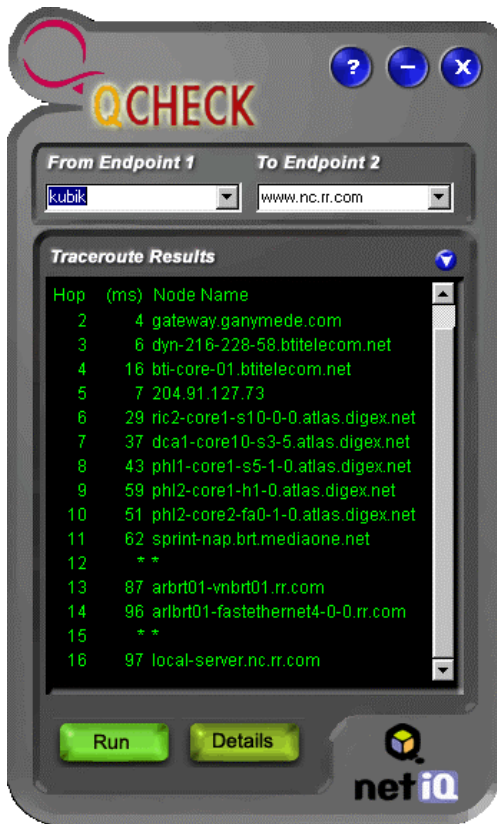 ?
QCHECK
From Endpoint 1 To Endpoint 2
kubik www.nc.rr.com
Traceroute Results
Hop (ms) Node Name
2 4 gateway.ganymede.com
3 6 dyn-216-228-58.btitelecom.net
4 16 bti-core-01.btitelecom.net
5 7 204.91.127.73
6 29 ric2-core1-s10-0-0.atlas.digex.net
7 37 dca1-core10-s3-5.atlas.digex.net
8 43 phl1-core1-s5-1-0.atlas.digex.net
9 59 phl2-core1-h1-0.atlas.digex.net
10 51 phl2-core2-fa0-1-0.atlas.digex.net
11 62 sprint-nap.brt.mediaone.net
12 * *
13 87 arbrt01-vnbrt01.rr.com
14 96 arlbrt01-fastethernet4-0-0.rr.com
15 * *
16 97 local-server.nc.rr.com
Run Details
net iQ